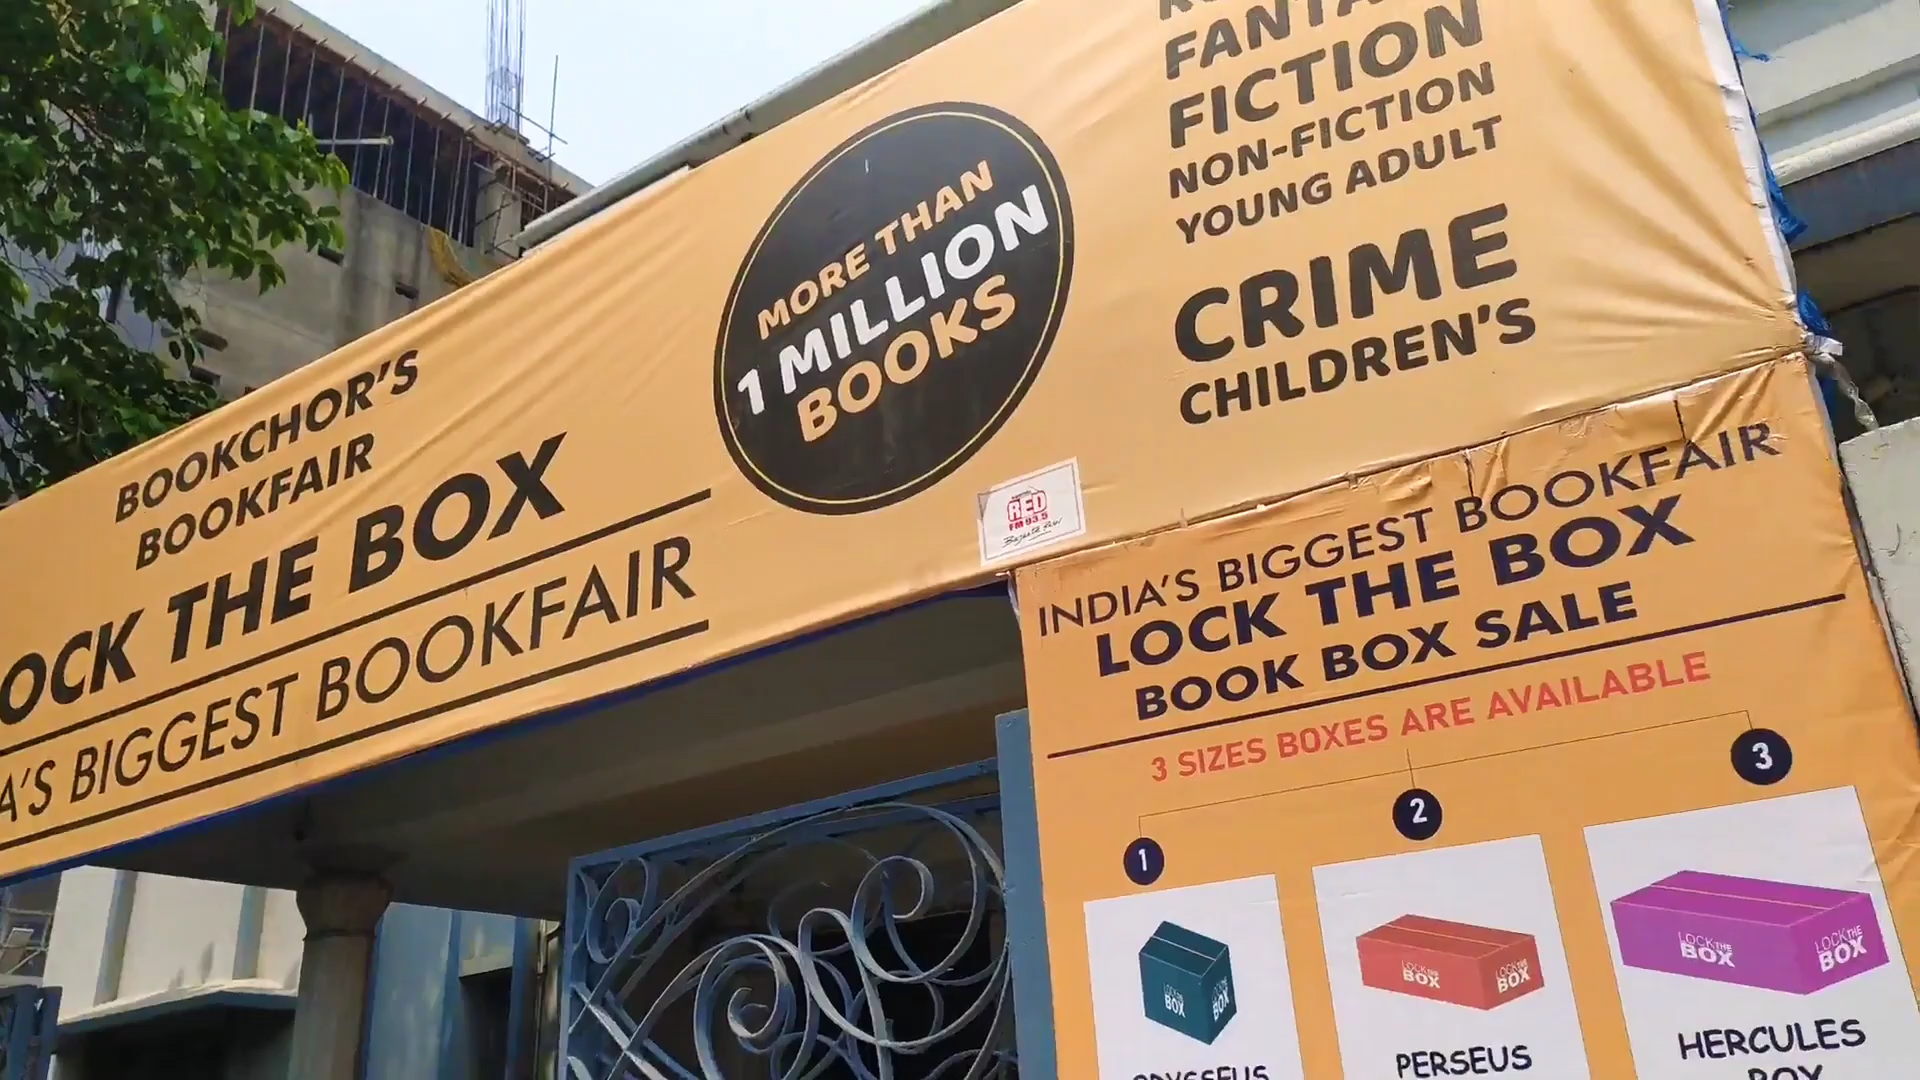 BOOKCHOR'S
BOOKFAIR
OCK THE BOX
A'S BIGGEST BOOKFAIR
MORE THAN
1 MILLION
BOOKS
FANTA
FICTION
NON-FICTION
YOUNG ADULT
CRIME
CHILDREN'S
RED
FM 93.5
INDIA'S BIGGEST BOOKFAIR
LOCK THE BOX
BOOK BOX SALE
3 SIZES BOXES ARE AVAILABLE
1
2
3
LOCK THE BOX
LOCK THE BOX
LOCK THE BOX
LOCK THE BOX
LOCK THE BOX
LOCK THE BOX
ODYSSEUS
PERSEUS
HERCULES
BOX